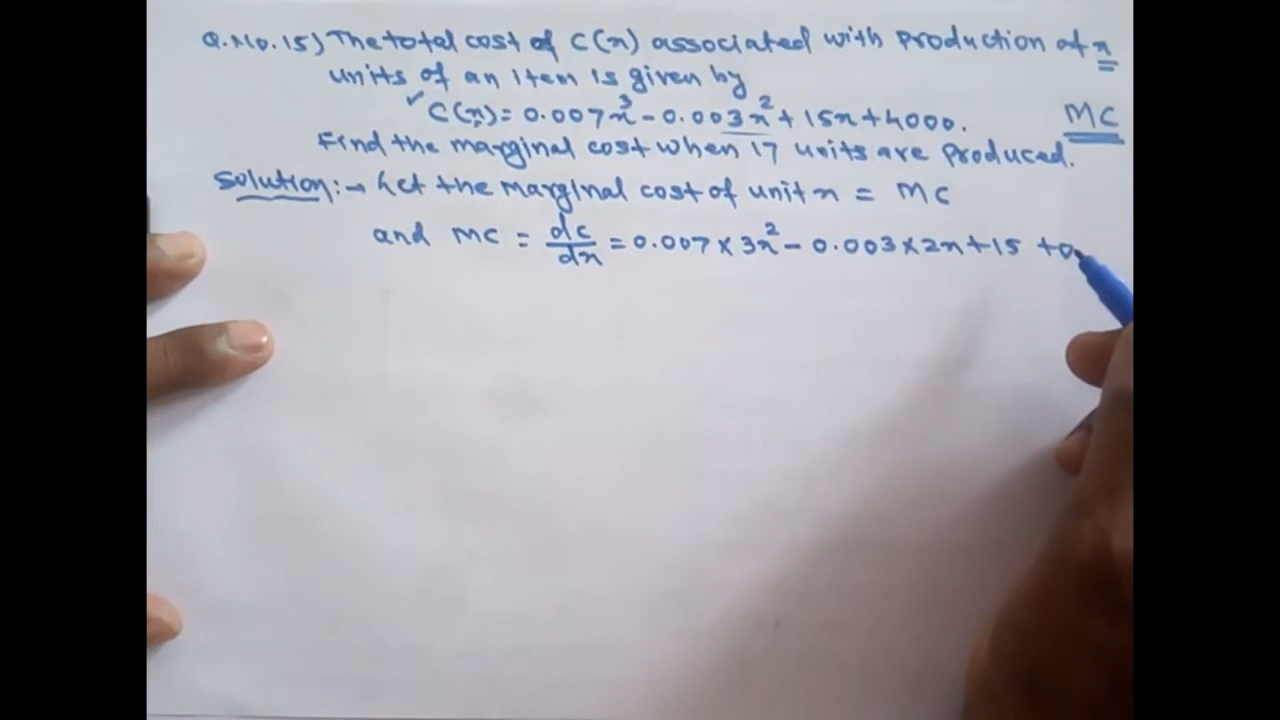 Q.No.15) The total cost of C(x) associated with production of x
units of an item is given by
✓ C(x) = 0.007x³ - 0.003x² + 15x + 4000.
MC
Find the marginal cost when 17 units are produced.
Solution:→ Let the marginal cost of unit x = MC
and MC = dc/dx = 0.007 × 3x² - 0.003 × 2x + 15 + 0